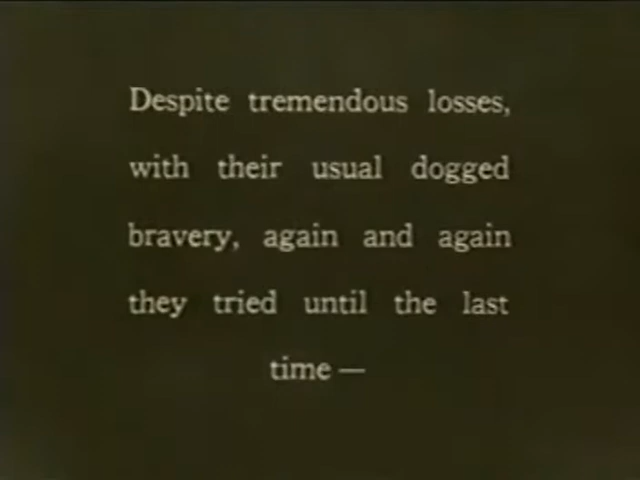 Despite tremendous losses,
with their usual dogged
bravery, again and again
they tried until the last
time —